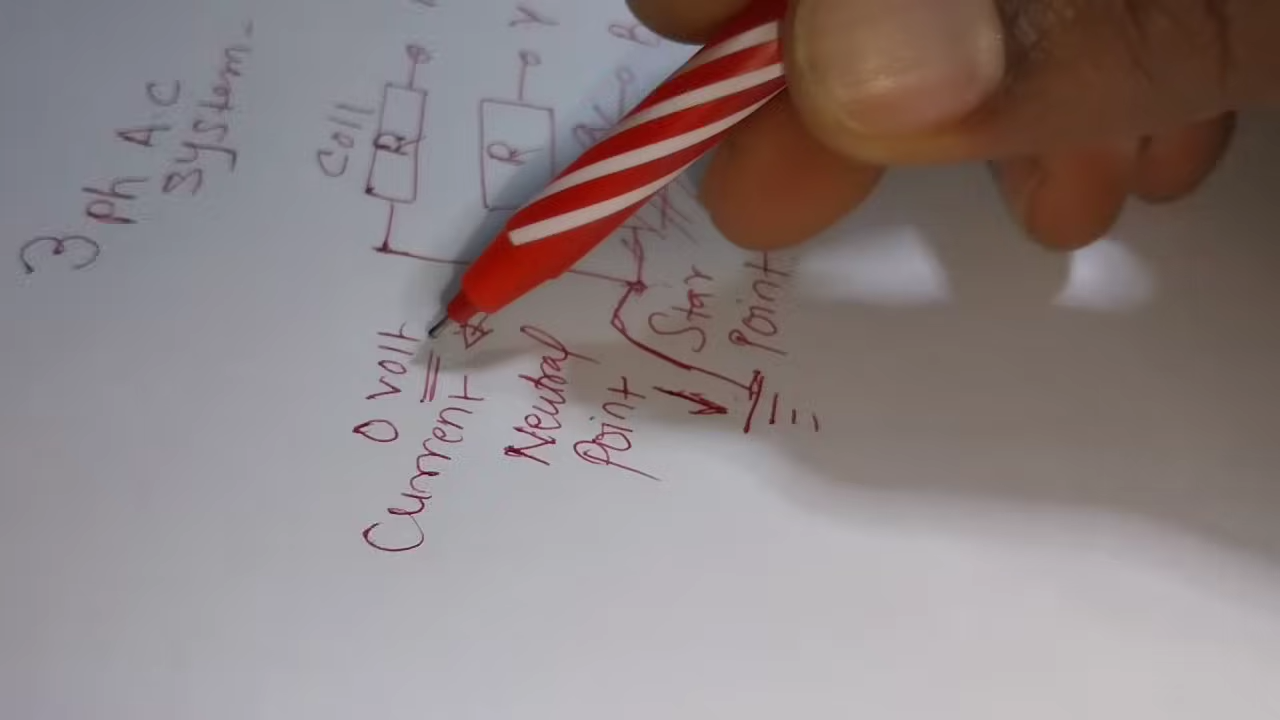 3 Ph A C
System.
Coil
R
R
Y
B
0 volt
Current
Neutral
Point
Star
Point